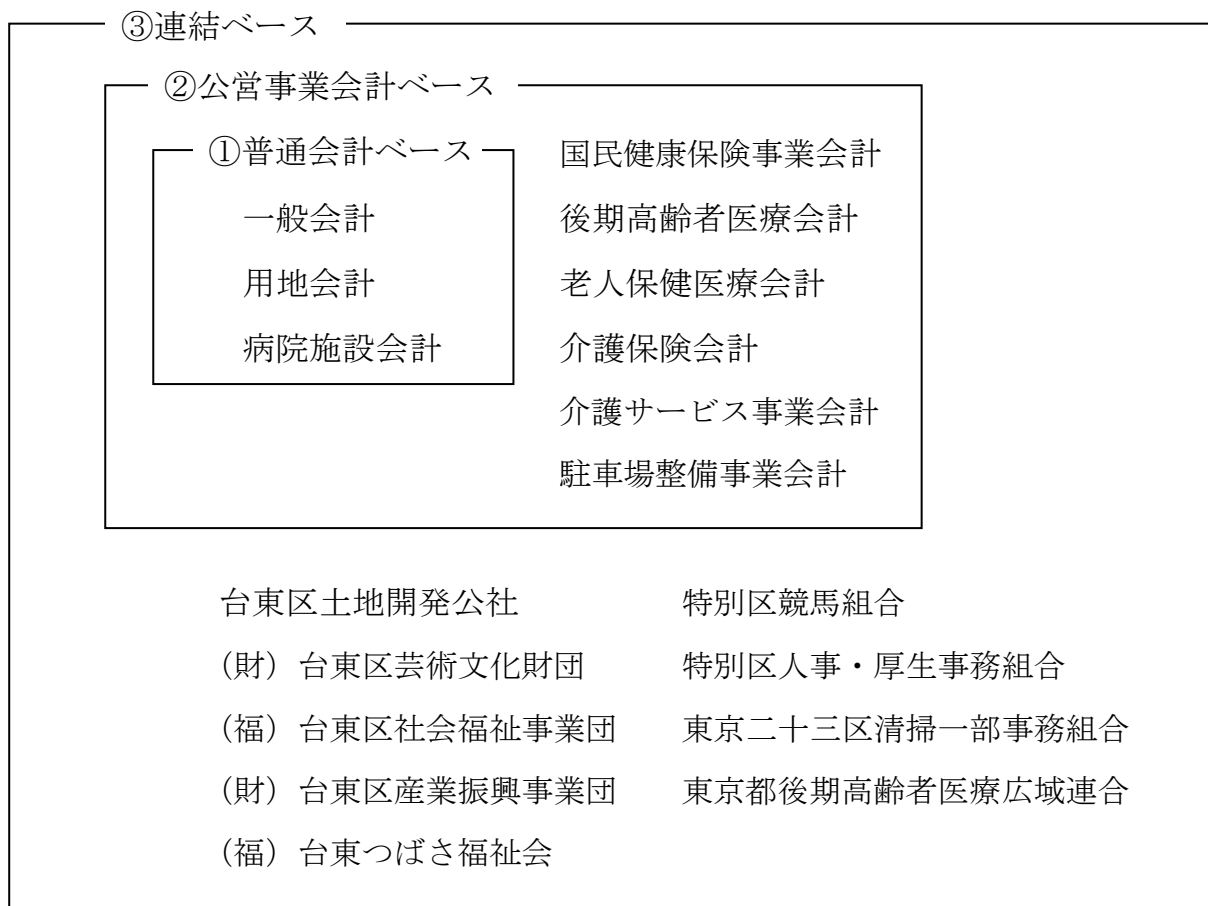 ③連結ベース
②公営事業会計ベース
①普通会計ベース
一般会計
用地会計
病院施設会計
国民健康保険事業会計
後期高齢者医療会計
老人保健医療会計
介護保険会計
介護サービス事業会計
駐車場整備事業会計
台東区土地開発公社
（財）台東区芸術文化財団
（福）台東区社会福祉事業団
（財）台東区産業振興事業団
（福）台東つばさ福祉会
特別区競馬組合
特別区人事・厚生事務組合
東京二十三区清掃一部事務組合
東京都後期高齢者医療広域連合